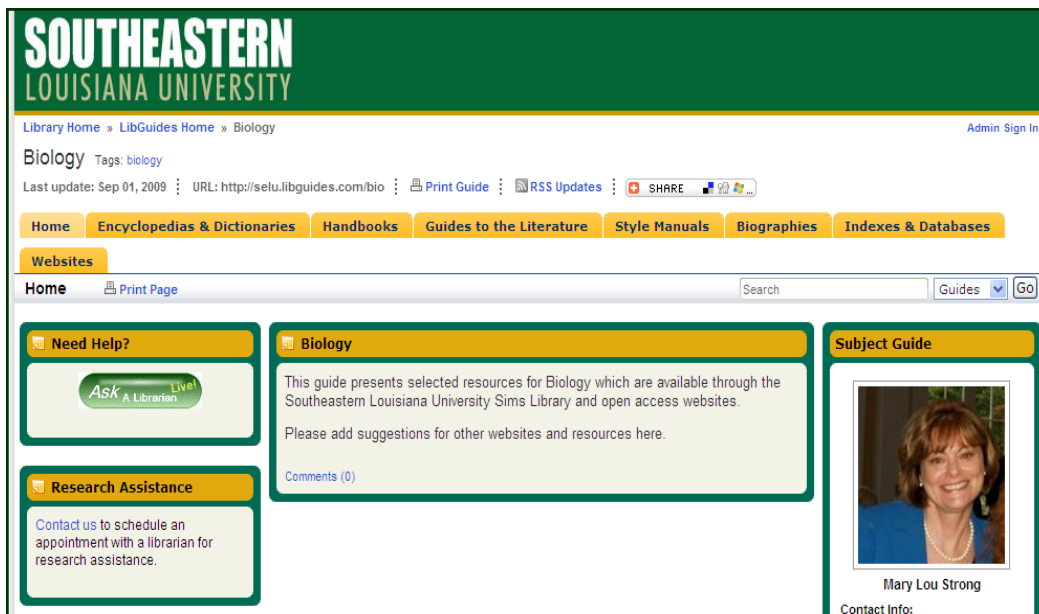 SOUTHEASTERN
LOUISIANA UNIVERSITY
Library Home » LibGuides Home » Biology
Admin Sign In
Biology Tags: biology
Last update: Sep 01, 2009 URL: http://selu.libguides.com/bio Print Guide RSS Updates SHARE ...
Home Encyclopedias & Dictionaries Handbooks Guides to the Literature Style Manuals Biographies Indexes & Databases
Websites
Home Print Page Search Guides Go
Need Help?
Ask A Librarian Live!
Research Assistance
Contact us to schedule an
appointment with a librarian for
research assistance.
Biology
This guide presents selected resources for Biology which are available through the
Southeastern Louisiana University Sims Library and open access websites.
Please add suggestions for other websites and resources here.
Comments (0)
Subject Guide
Mary Lou Strong
Contact Info: